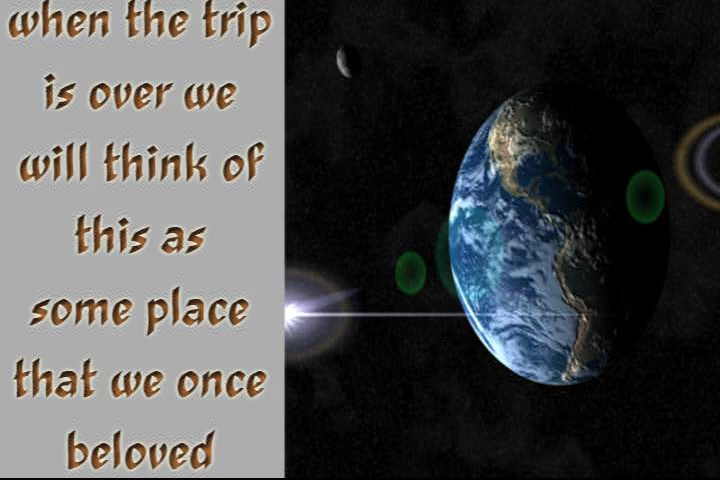 when the trip
is over we
will think of
this as
some place
that we once
beloved